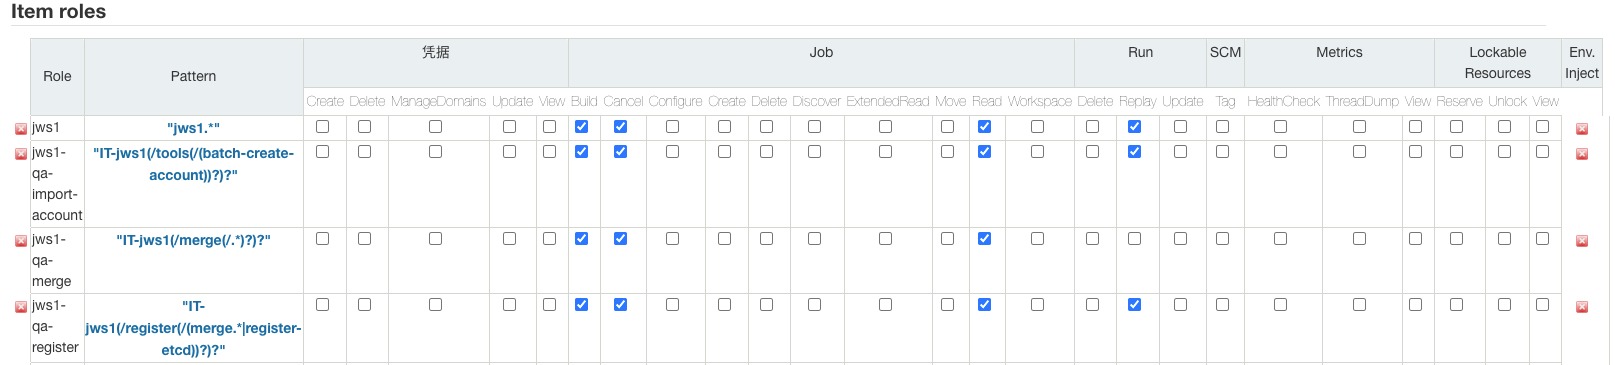 Item roles
Role Pattern 凭据 Job Run SCM Metrics Lockable Resources Env. Inject
Create Delete ManageDomains Update View Build Cancel Configure Create Delete Discover ExtendedRead Move Read Workspace Delete Replay Update Tag HealthCheck ThreadDump View Reserve Unlock View
jws1 "jws1.*"
jws1-
qa-
import-
account
"IT-jws1(/tools(/(batch-create-
account))?)?"
jws1-
qa-
merge
"IT-jws1(/merge(/.*)?)?"
jws1-
qa-
register
"IT-
jws1(/register(/(merge.*|register-
etcd))?)?"